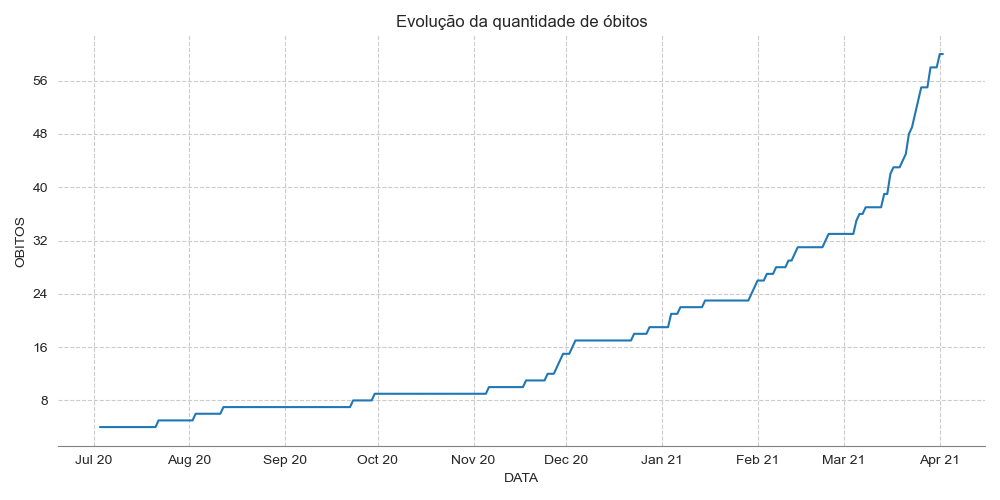 Evolução da quantidade de óbitos
56
48
40
32
24
16
8
OBITOS
Jul 20 Aug 20 Sep 20 Oct 20 Nov 20 Dec 20 Jan 21 Feb 21 Mar 21 Apr 21
DATA